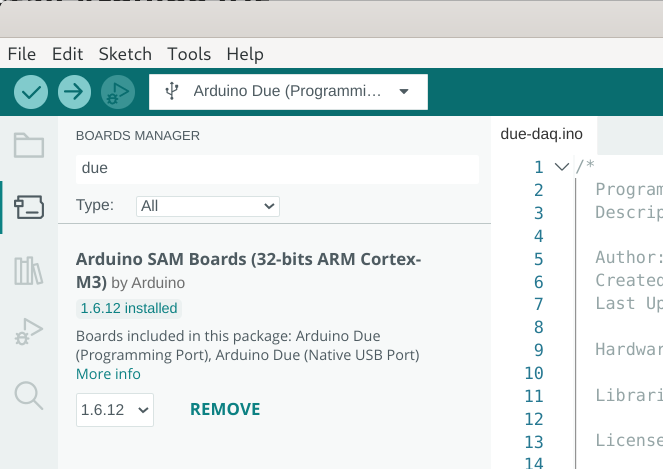 File Edit Sketch Tools Help
Arduino Due (Programmi...
BOARDS MANAGER
due
Type: All
Arduino SAM Boards (32-bits ARM Cortex-
M3) by Arduino
1.6.12 installed
Boards included in this package: Arduino Due
(Programming Port), Arduino Due (Native USB Port)
More info
1.6.12 REMOVE
due-daq.ino
1 /*
2 Program
3 Descrip
4
5 Author:
6 Created
7 Last Up
8
9 Hardwar
10
11 Librari
12
13 License
14